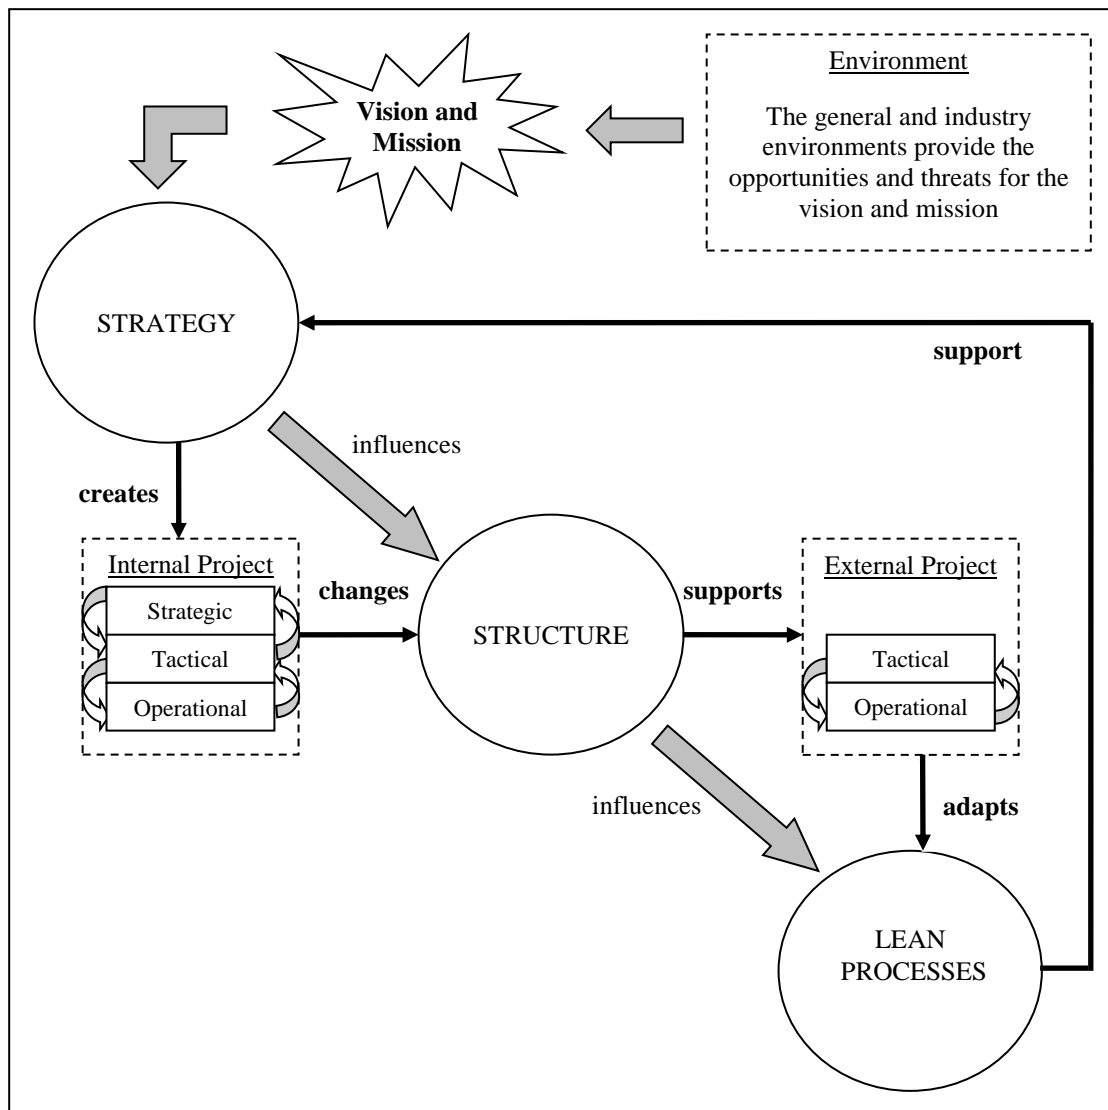 Vision and
Mission
Environment
The general and industry
environments provide the
opportunities and threats for the
vision and mission
STRATEGY
support
influences
creates
Internal Project
Strategic
Tactical
Operational
changes
STRUCTURE
supports
External Project
Tactical
Operational
influences
adapts
LEAN
PROCESSES